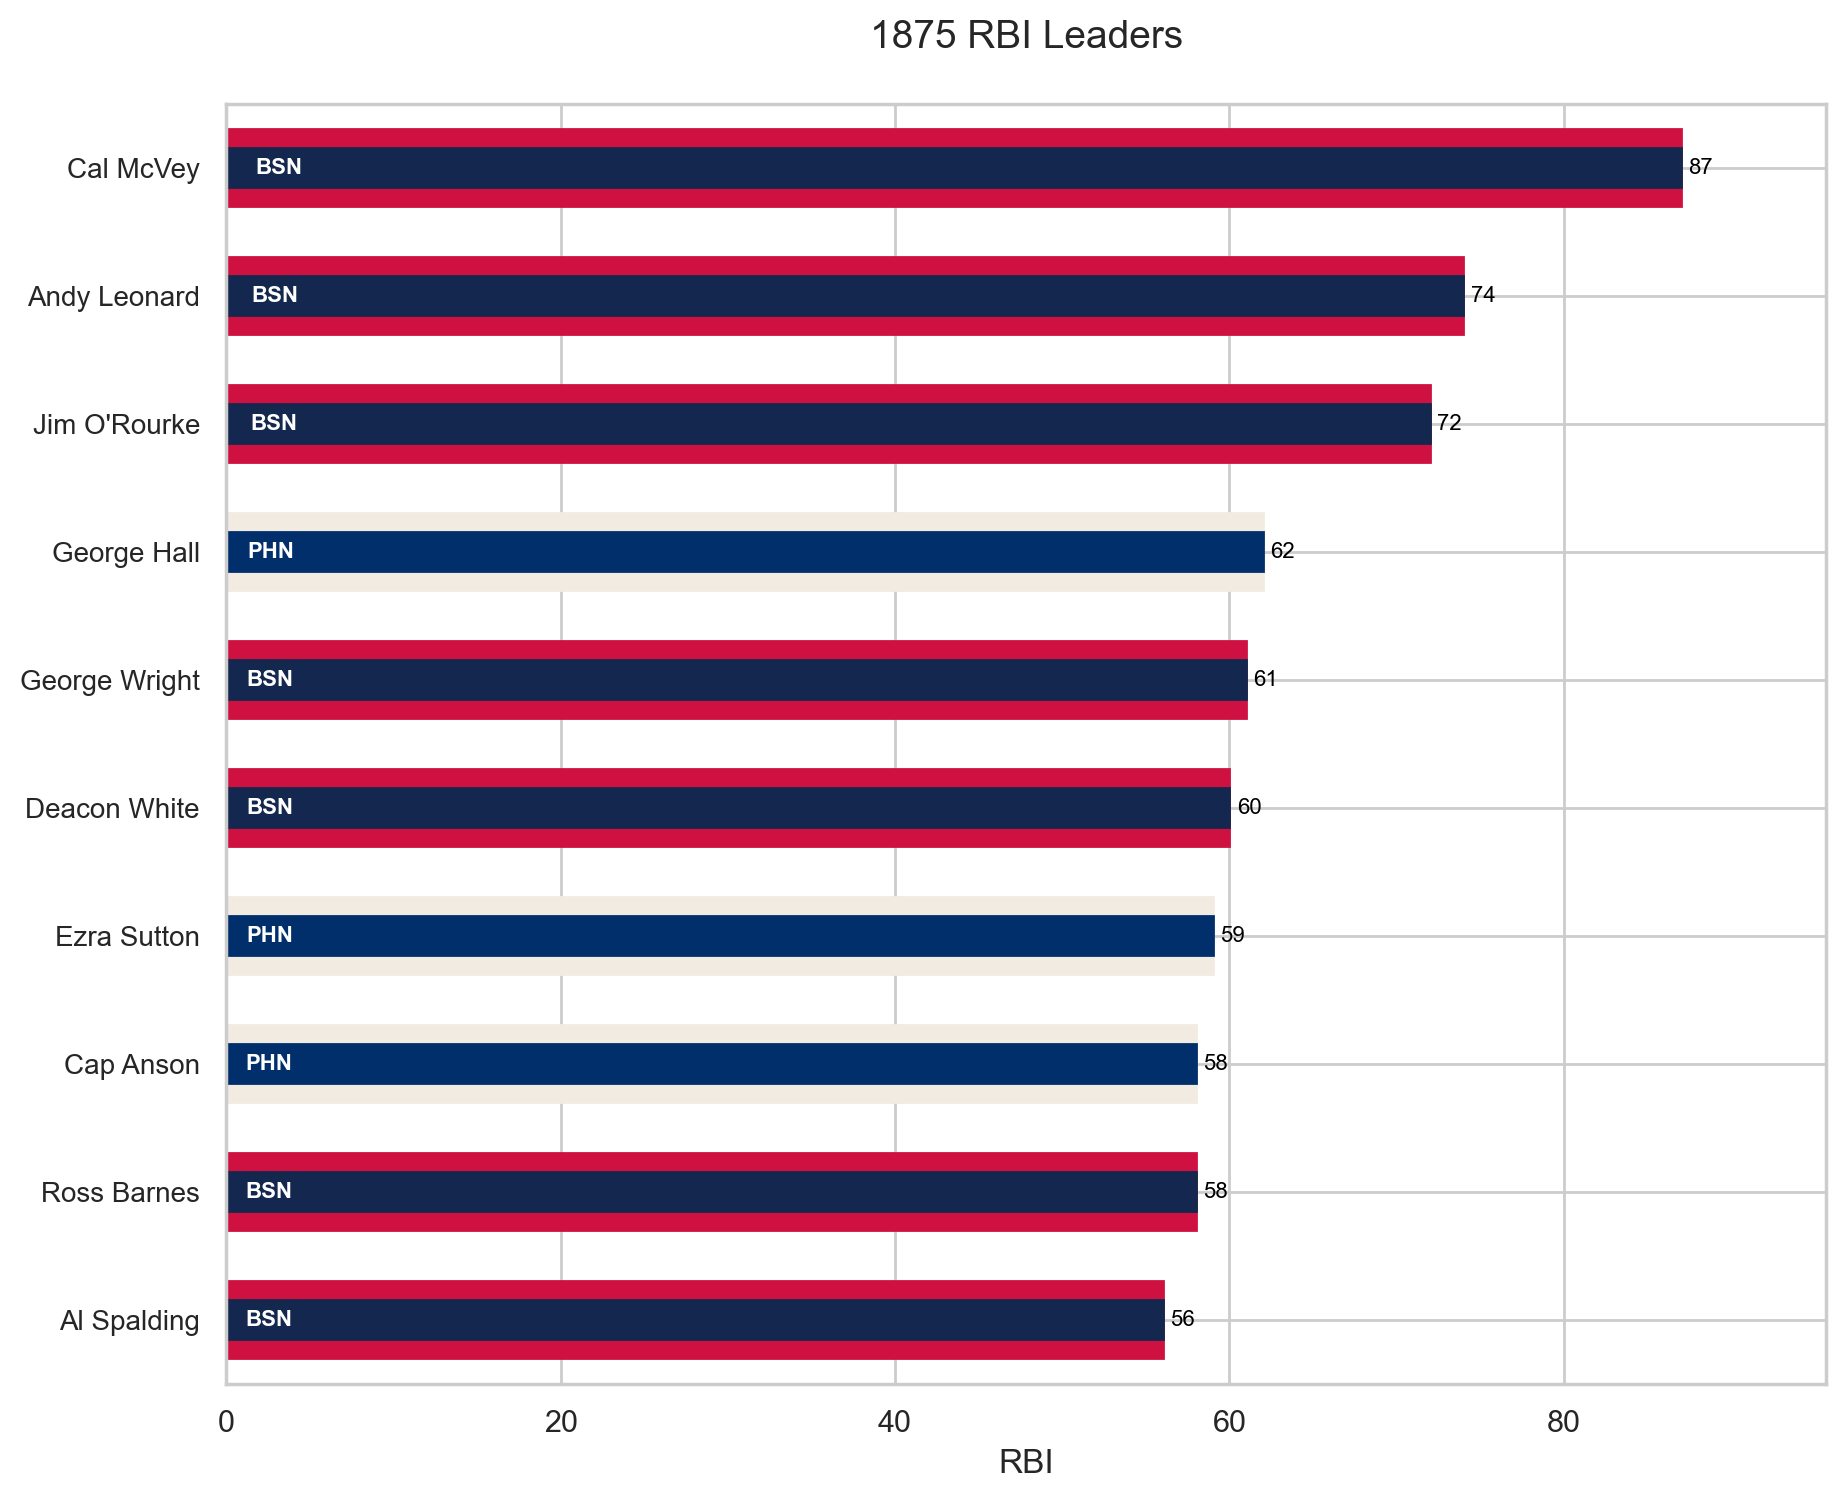 1875 RBI Leaders
Cal McVey BSN 87
Andy Leonard BSN 74
Jim O'Rourke BSN 72
George Hall PHN 62
George Wright BSN 61
Deacon White BSN 60
Ezra Sutton PHN 59
Cap Anson PHN 58
Ross Barnes BSN 58
Al Spalding BSN 56
0 20 40 60 80
RBI